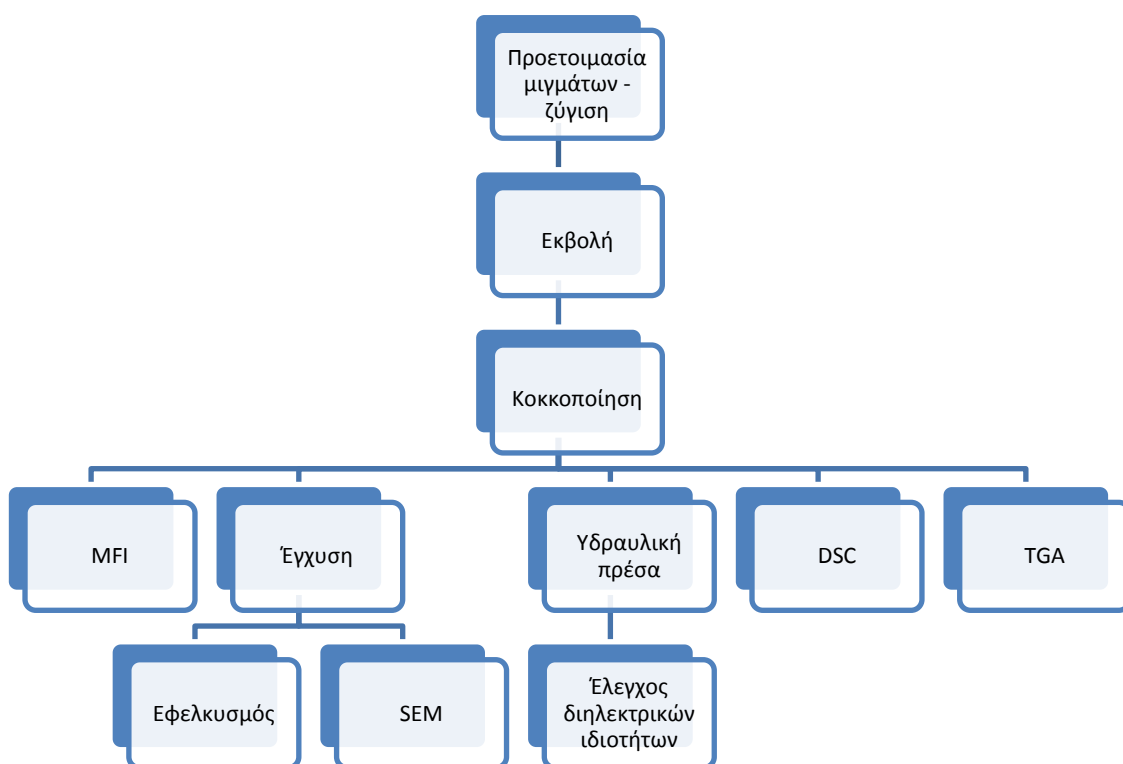 Προετοιμασία
μιγμάτων -
ζύγιση
Εκβολή
Κοκκοποίηση
MFI
Έγχυση
Υδραυλική
πρέσα
DSC
TGA
Εφελκυσμός
SEM
Έλεγχος
διηλεκτρικών
ιδιοτήτων